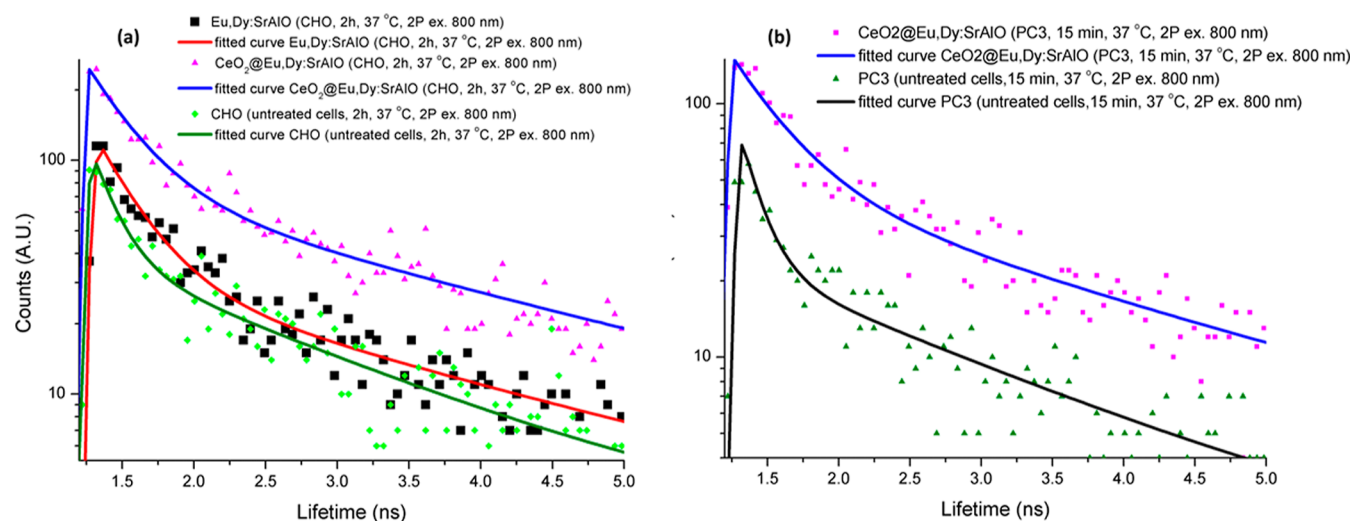 (a)
Eu,Dy:SrAlO (CHO, 2h, 37 °C, 2P ex. 800 nm)
fitted curve Eu,Dy:SrAlO (CHO, 2h, 37 °C, 2P ex. 800 nm)
CeO₂@Eu,Dy:SrAlO (CHO, 2h, 37 °C, 2P ex. 800 nm)
fitted curve CeO₂@Eu,Dy:SrAlO (CHO, 2h, 37 °C, 2P ex. 800 nm)
CHO (untreated cells, 2h, 37 °C, 2P ex. 800 nm)
fitted curve CHO (untreated cells, 2h, 37 °C, 2P ex. 800 nm)
Counts (A.U.)
100
10
1.5 2.0 2.5 3.0 3.5 4.0 4.5 5.0
Lifetime (ns)
(b)
CeO2@Eu,Dy:SrAlO (PC3, 15 min, 37 °C, 2P ex. 800 nm)
fitted curve CeO2@Eu,Dy:SrAlO (PC3, 15 min, 37 °C, 2P ex. 800 nm)
PC3 (untreated cells,15 min, 37 °C, 2P ex. 800 nm)
fitted curve PC3 (untreated cells,15 min, 37 °C, 2P ex. 800 nm)
100
10
1.5 2.0 2.5 3.0 3.5 4.0 4.5 5.0
Lifetime (ns)